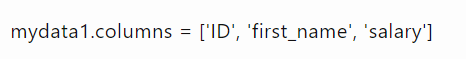 mydata1.columns = ['ID', 'first_name', 'salary']